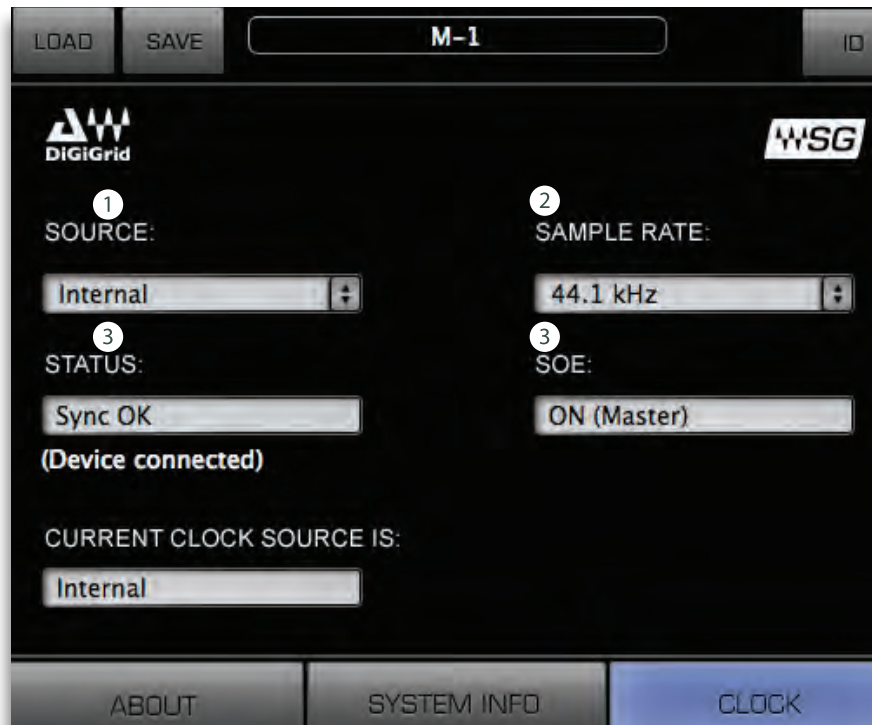 LOAD SAVE M-1 ID
DiGiGrid
WSG
1 2
SOURCE: SAMPLE RATE:
Internal 44.1 kHz
3 3
STATUS: SOE:
Sync OK ON (Master)
(Device connected)
CURRENT CLOCK SOURCE IS:
Internal
ABOUT SYSTEM INFO CLOCK